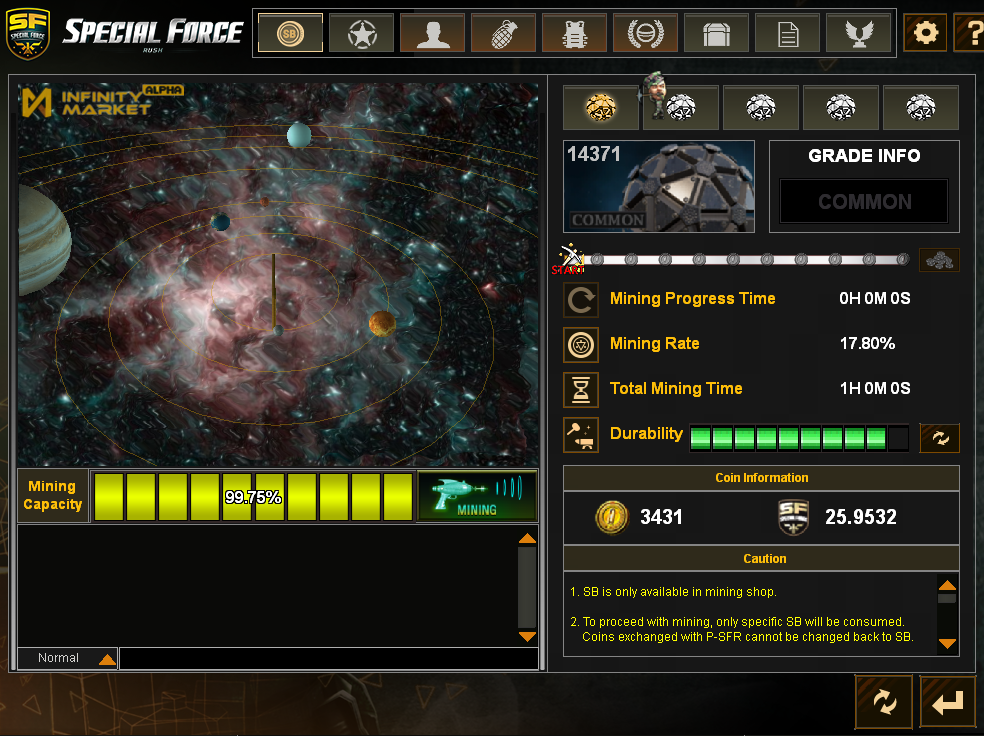 SF
SPECIAL FORCE
SPECIAL FORCE
RUSH
SB
?
INFINITY
MARKET
ALPHA
14371
COMMON
GRADE INFO
COMMON
START
Mining Progress Time
0H 0M 0S
Mining Rate
17.80%
Total Mining Time
1H 0M 0S
Durability
Mining
Capacity
99.75%
MINING
Coin Information
3431
SF
25.9532
Caution
1. SB is only available in mining shop.
2. To proceed with mining, only specific SB will be consumed.
Coins exchanged with P-SFR cannot be changed back to SB.
Normal